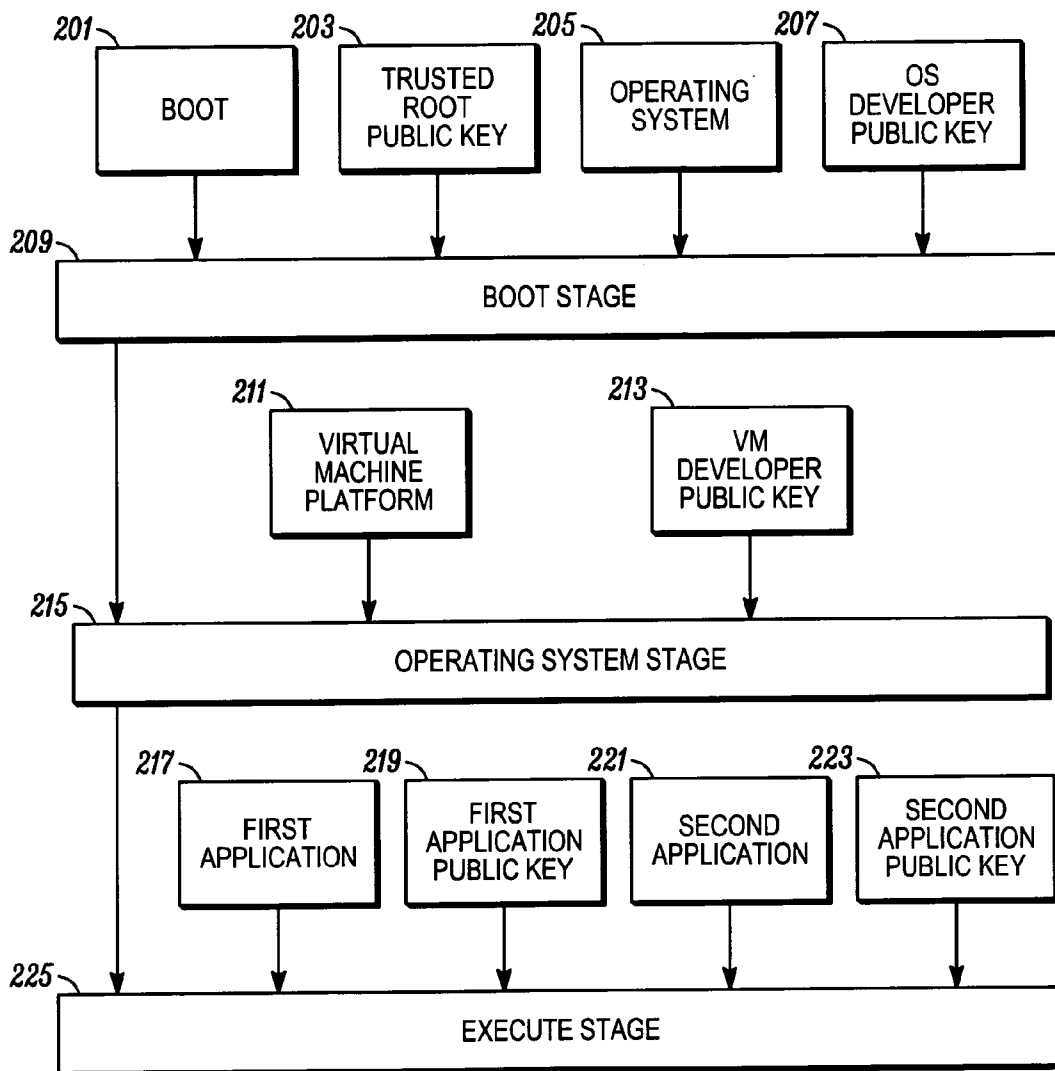 201
BOOT
203
TRUSTED
ROOT
PUBLIC KEY
205
OPERATING
SYSTEM
207
OS
DEVELOPER
PUBLIC KEY
209
BOOT STAGE
211
VIRTUAL
MACHINE
PLATFORM
213
VM
DEVELOPER
PUBLIC KEY
215
OPERATING SYSTEM STAGE
217
FIRST
APPLICATION
219
FIRST
APPLICATION
PUBLIC KEY
221
SECOND
APPLICATION
223
SECOND
APPLICATION
PUBLIC KEY
225
EXECUTE STAGE